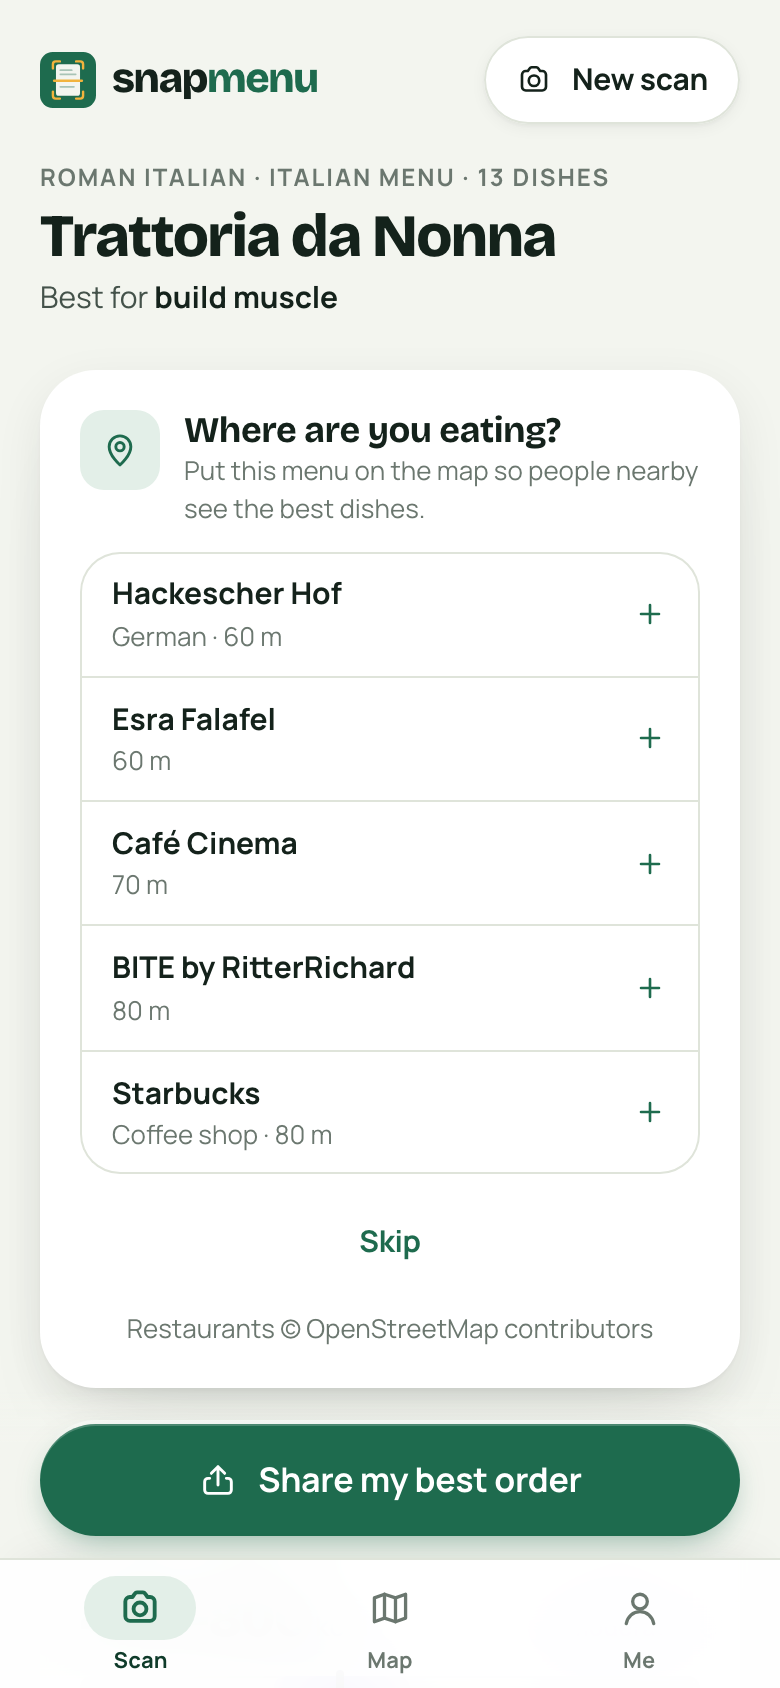 snapmenu
New scan
ROMAN ITALIAN · ITALIAN MENU · 13 DISHES
Trattoria da Nonna
Best for build muscle
Where are you eating?
Put this menu on the map so people nearby
see the best dishes.
Hackescher Hof
German · 60 m
Esra Falafel
60 m
Café Cinema
70 m
BITE by RitterRichard
80 m
Starbucks
Coffee shop · 80 m
Skip
Restaurants © OpenStreetMap contributors
Share my best order
Scan
Map
Me